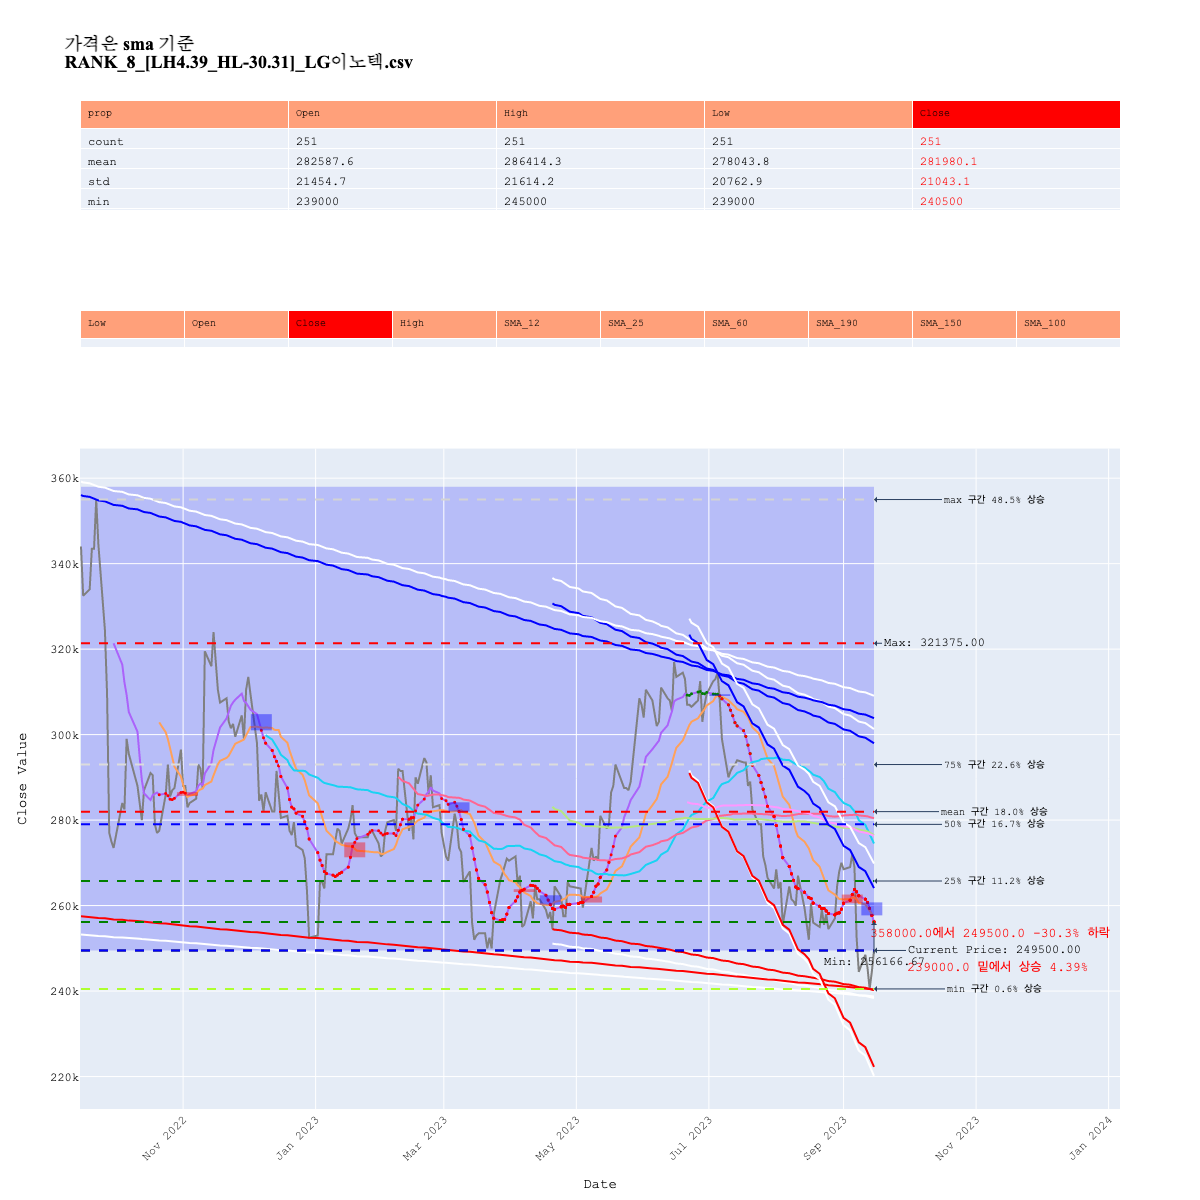 가격은 sma 기준
RANK_8_[LH4.39_HL-30.31]_LG이노텍.csv
prop Open High Low Close
count 251 251 251 251
mean 282587.6 286414.3 278043.8 281980.1
std 21454.7 21614.2 20762.9 21043.1
min 239000 245000 239000 240500
Low Open Close High SMA_12 SMA_25 SMA_60 SMA_190 SMA_150 SMA_100
360k
max 구간 48.5% 상승
340k
Max: 321375.00
320k
300k
75% 구간 22.6% 상승
mean 구간 18.0% 상승
280k
50% 구간 16.7% 상승
25% 구간 11.2% 상승
260k
358000.0에서 249500.0 -30.3% 하락
Current Price: 249500.00
Min: 256166.67
239000.0 밑에서 상승 4.39%
240k
min 구간 0.6% 상승
220k
Close Value
Nov 2022 Jan 2023 Mar 2023 May 2023 Jul 2023 Sep 2023 Nov 2023 Jan 2024
Date